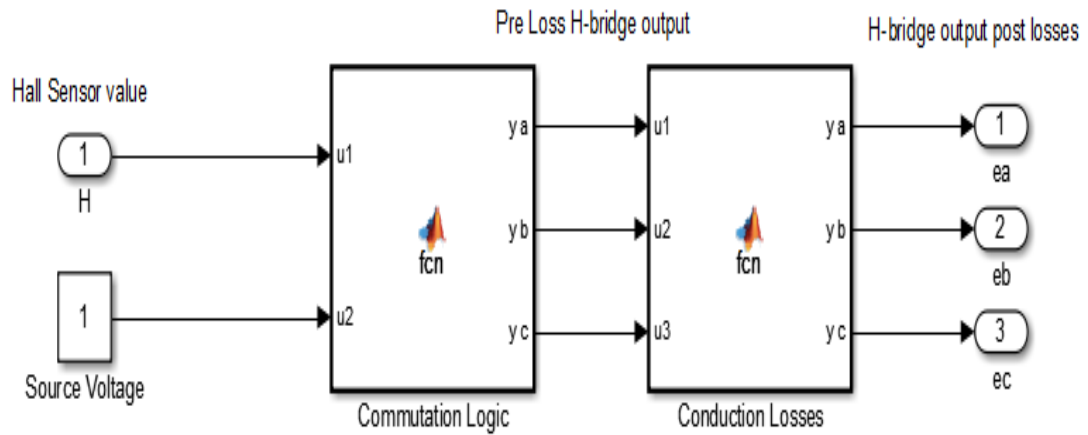 Pre Loss H-bridge output
H-bridge output post losses
Hall Sensor value
1
H
1
Source Voltage
u1
u2
ya
yb
yc
fcn
Commutation Logic
u1
u2
u3
ya
yb
yc
fcn
Conduction Losses
1
ea
2
eb
3
ec